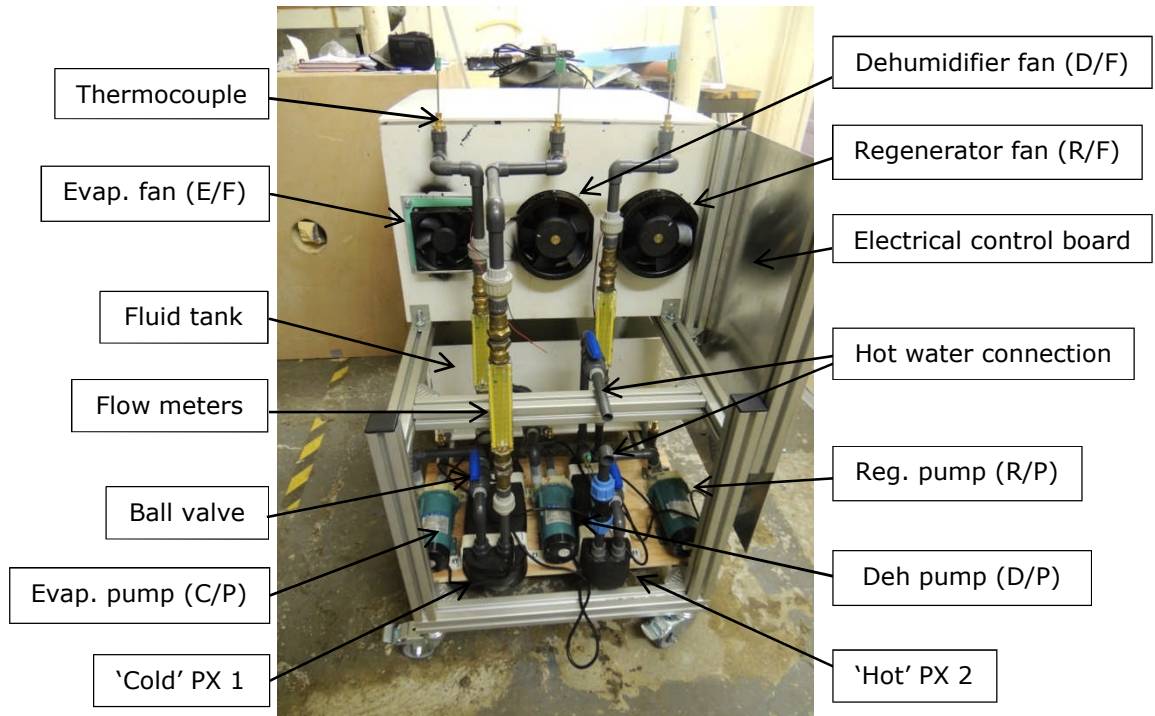 Thermocouple
Evap. fan (E/F)
Fluid tank
Flow meters
Ball valve
Evap. pump (C/P)
‘Cold’ PX 1
Dehumidifier fan (D/F)
Regenerator fan (R/F)
Electrical control board
Hot water connection
Reg. pump (R/P)
Deh pump (D/P)
‘Hot’ PX 2